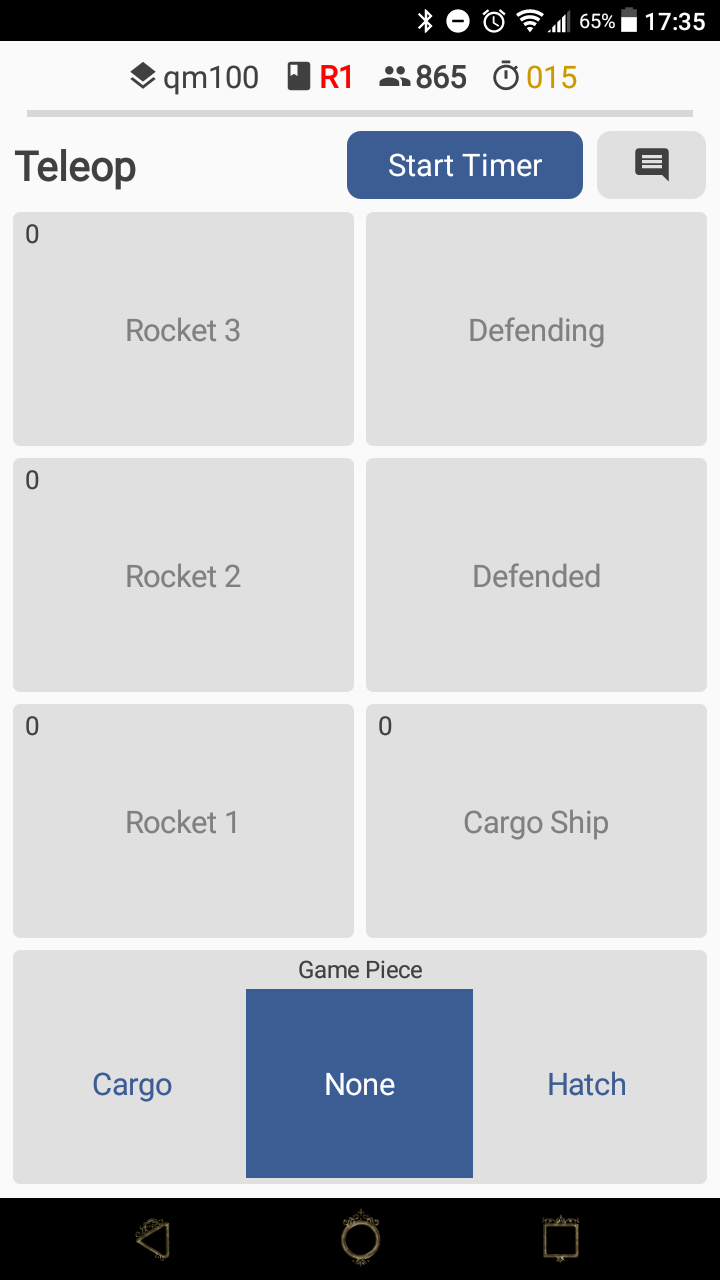 65% 17:35
qm100 R1 865 015
Teleop Start Timer
0
Rocket 3 Defending
0
Rocket 2 Defended
0 0
Rocket 1 Cargo Ship
Game Piece
Cargo None Hatch